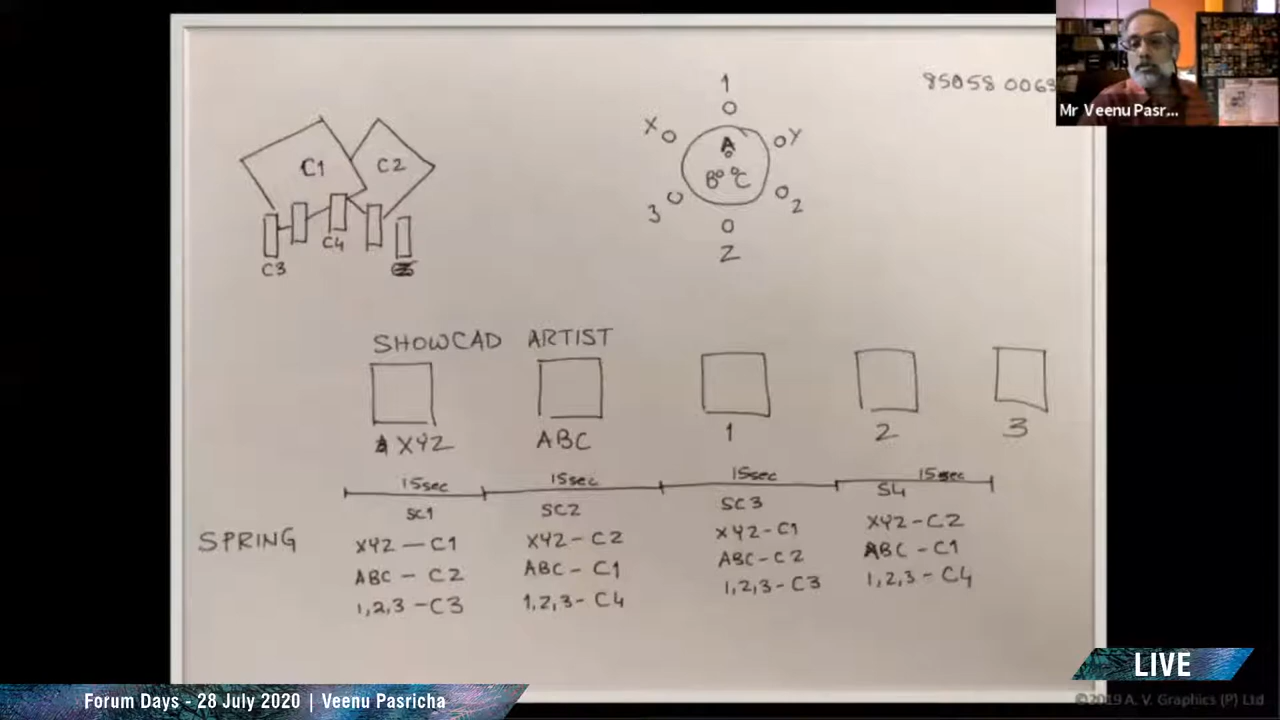 1
85058 0069
Mr Veenu Pasr...
X
Y
A
C1
C2
B C
3
2
C4
Z
C3
SHOWCAD ARTIST
XYZ
ABC
1
2
3
15sec
15sec
15sec
15sec
SC1
SC2
SC3
SC4
SPRING
XYZ - C1
XYZ - C2
XYZ - C1
XYZ - C2
ABC - C2
ABC - C1
ABC - C2
ABC - C1
1,2,3 - C3
1,2,3 - C4
1,2,3 - C3
1,2,3 - C4
LIVE
Forum Days - 28 July 2020 | Veenu Pasricha
©2019 A. V. Graphics (P) Ltd